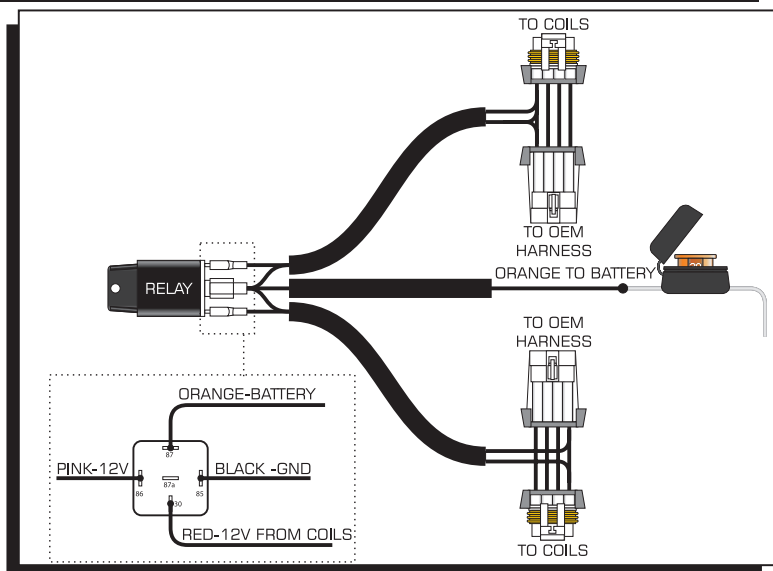 TO COILS
TO OEM
HARNESS
ORANGE TO BATTERY
RELAY
TO OEM
HARNESS
TO COILS
ORANGE-BATTERY
87
PINK-12V
BLACK -GND
87a
86
85
30
RED-12V FROM COILS